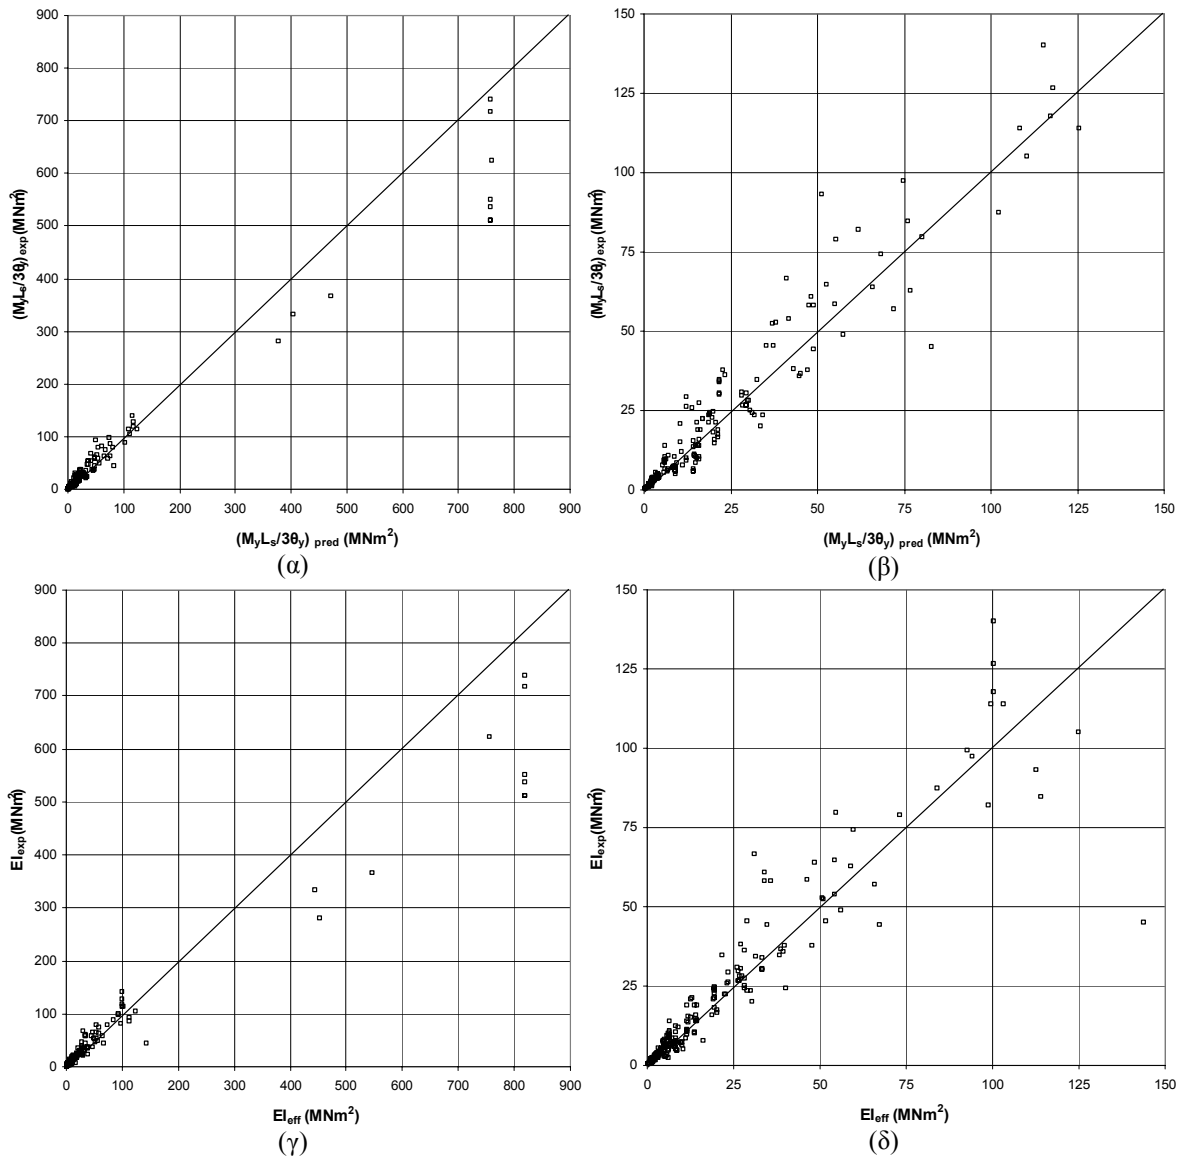 900
800
700
600
500
400
300
200
100
0
(MyLs/3θy) exp (MNm²)
0 100 200 300 400 500 600 700 800 900
(MyLs/3θy) pred (MNm²)
(α)
150
125
100
75
50
25
0
(MyLs/3θy) exp (MNm²)
0 25 50 75 100 125 150
(MyLs/3θy) pred (MNm²)
(β)
900
800
700
600
500
400
300
200
100
0
EIexp(MNm²)
0 100 200 300 400 500 600 700 800 900
EIeff (MNm²)
(γ)
150
125
100
75
50
25
0
EIexp(MNm²)
0 25 50 75 100 125 150
EIeff (MNm²)
(δ)